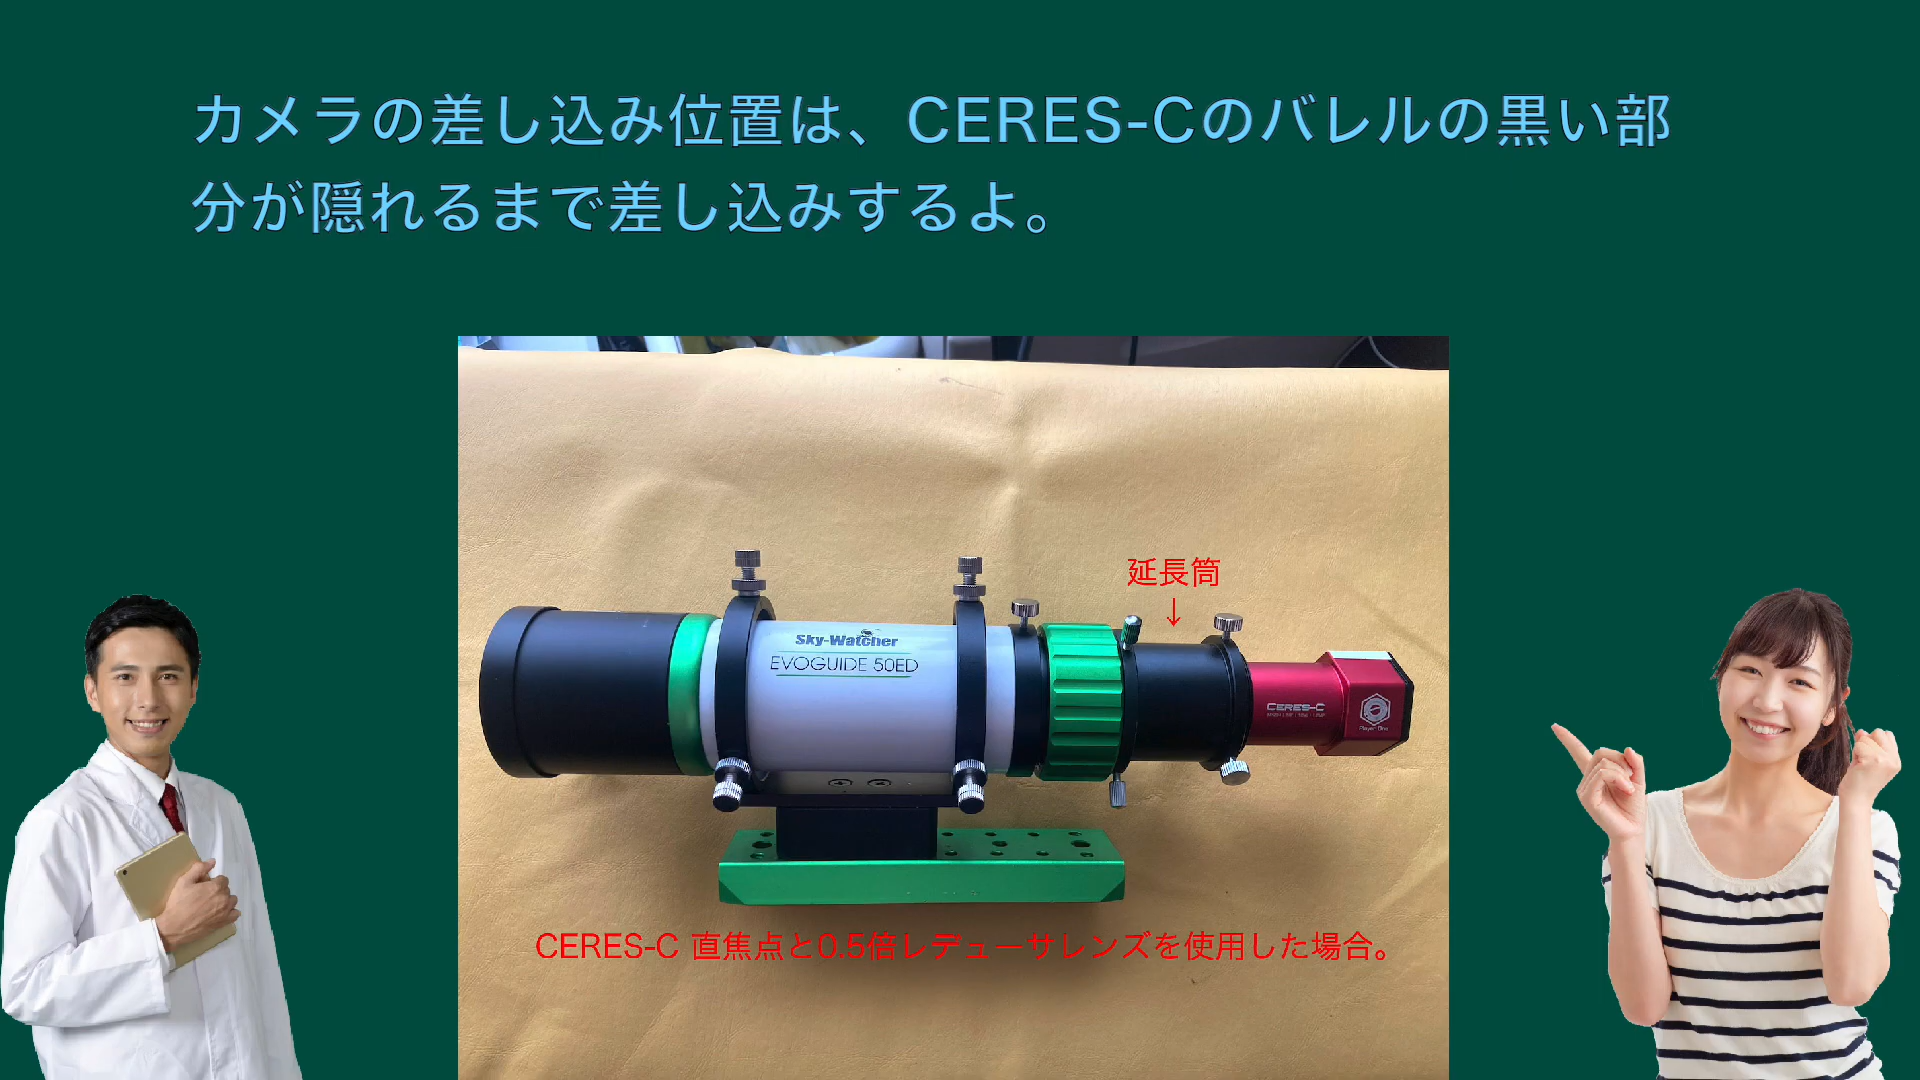 カメラの差し込み位置は、CERES-Cのバレルの黒い部
分が隠れるまで差し込みするよ。
延長筒
↓
Sky-Watcher
EVOGUIDE 50ED
CERES-C
Player One
CERES-C 直焦点と0.5倍レデューサレンズを使用した場合。